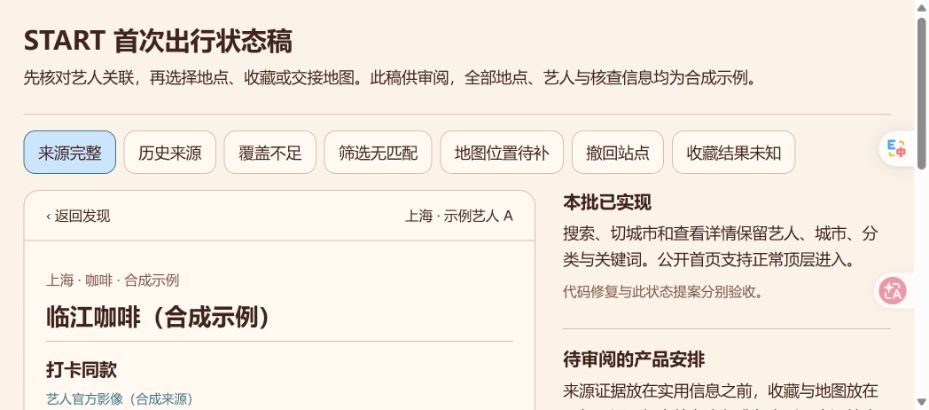 START 首次出行状态稿
先核对艺人关联，再选择地点、收藏或交接地图。此稿供审阅，全部地点、艺人与核查信息均为合成示例。
来源完整
历史来源
覆盖不足
筛选无匹配
地图位置待补
撤回站点
收藏结果未知
‹ 返回发现
上海 · 示例艺人 A
上海 · 咖啡 · 合成示例
临江咖啡（合成示例）
打卡同款
艺人官方影像（合成来源）
本批已实现
搜索、切城市和查看详情保留艺人、城市、分
类与关键词。公开首页支持正常顶层进入。
代码修复与此状态提案分别验收。
待审阅的产品安排
来源证据放在实用信息之前，收藏与地图放在